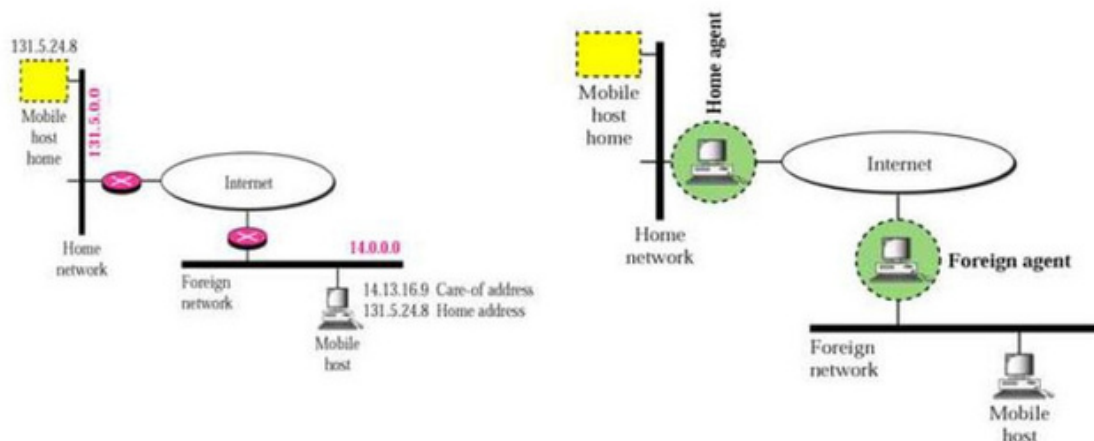 131.5.24.8
Mobile
host
home
131.5.0.0
Internet
Home
network
14.0.0.0
Foreign
network
14.13.16.9 Care-of address
131.5.24.8 Home address
Mobile
host
Home agent
Mobile
host
home
Internet
Home
network
Foreign agent
Foreign
network
Mobile
host